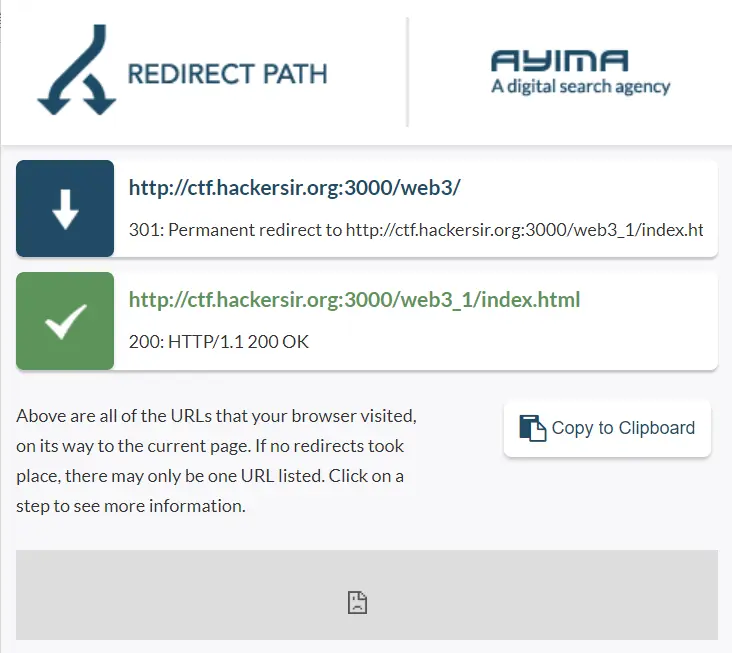 REDIRECT PATH
AYIMA
A digital search agency
http://ctf.hackersir.org:3000/web3/
301: Permanent redirect to http://ctf.hackersir.org:3000/web3_1/index.ht
http://ctf.hackersir.org:3000/web3_1/index.html
200: HTTP/1.1 200 OK
Above are all of the URLs that your browser visited,
on its way to the current page. If no redirects took
place, there may only be one URL listed. Click on a
step to see more information.
Copy to Clipboard